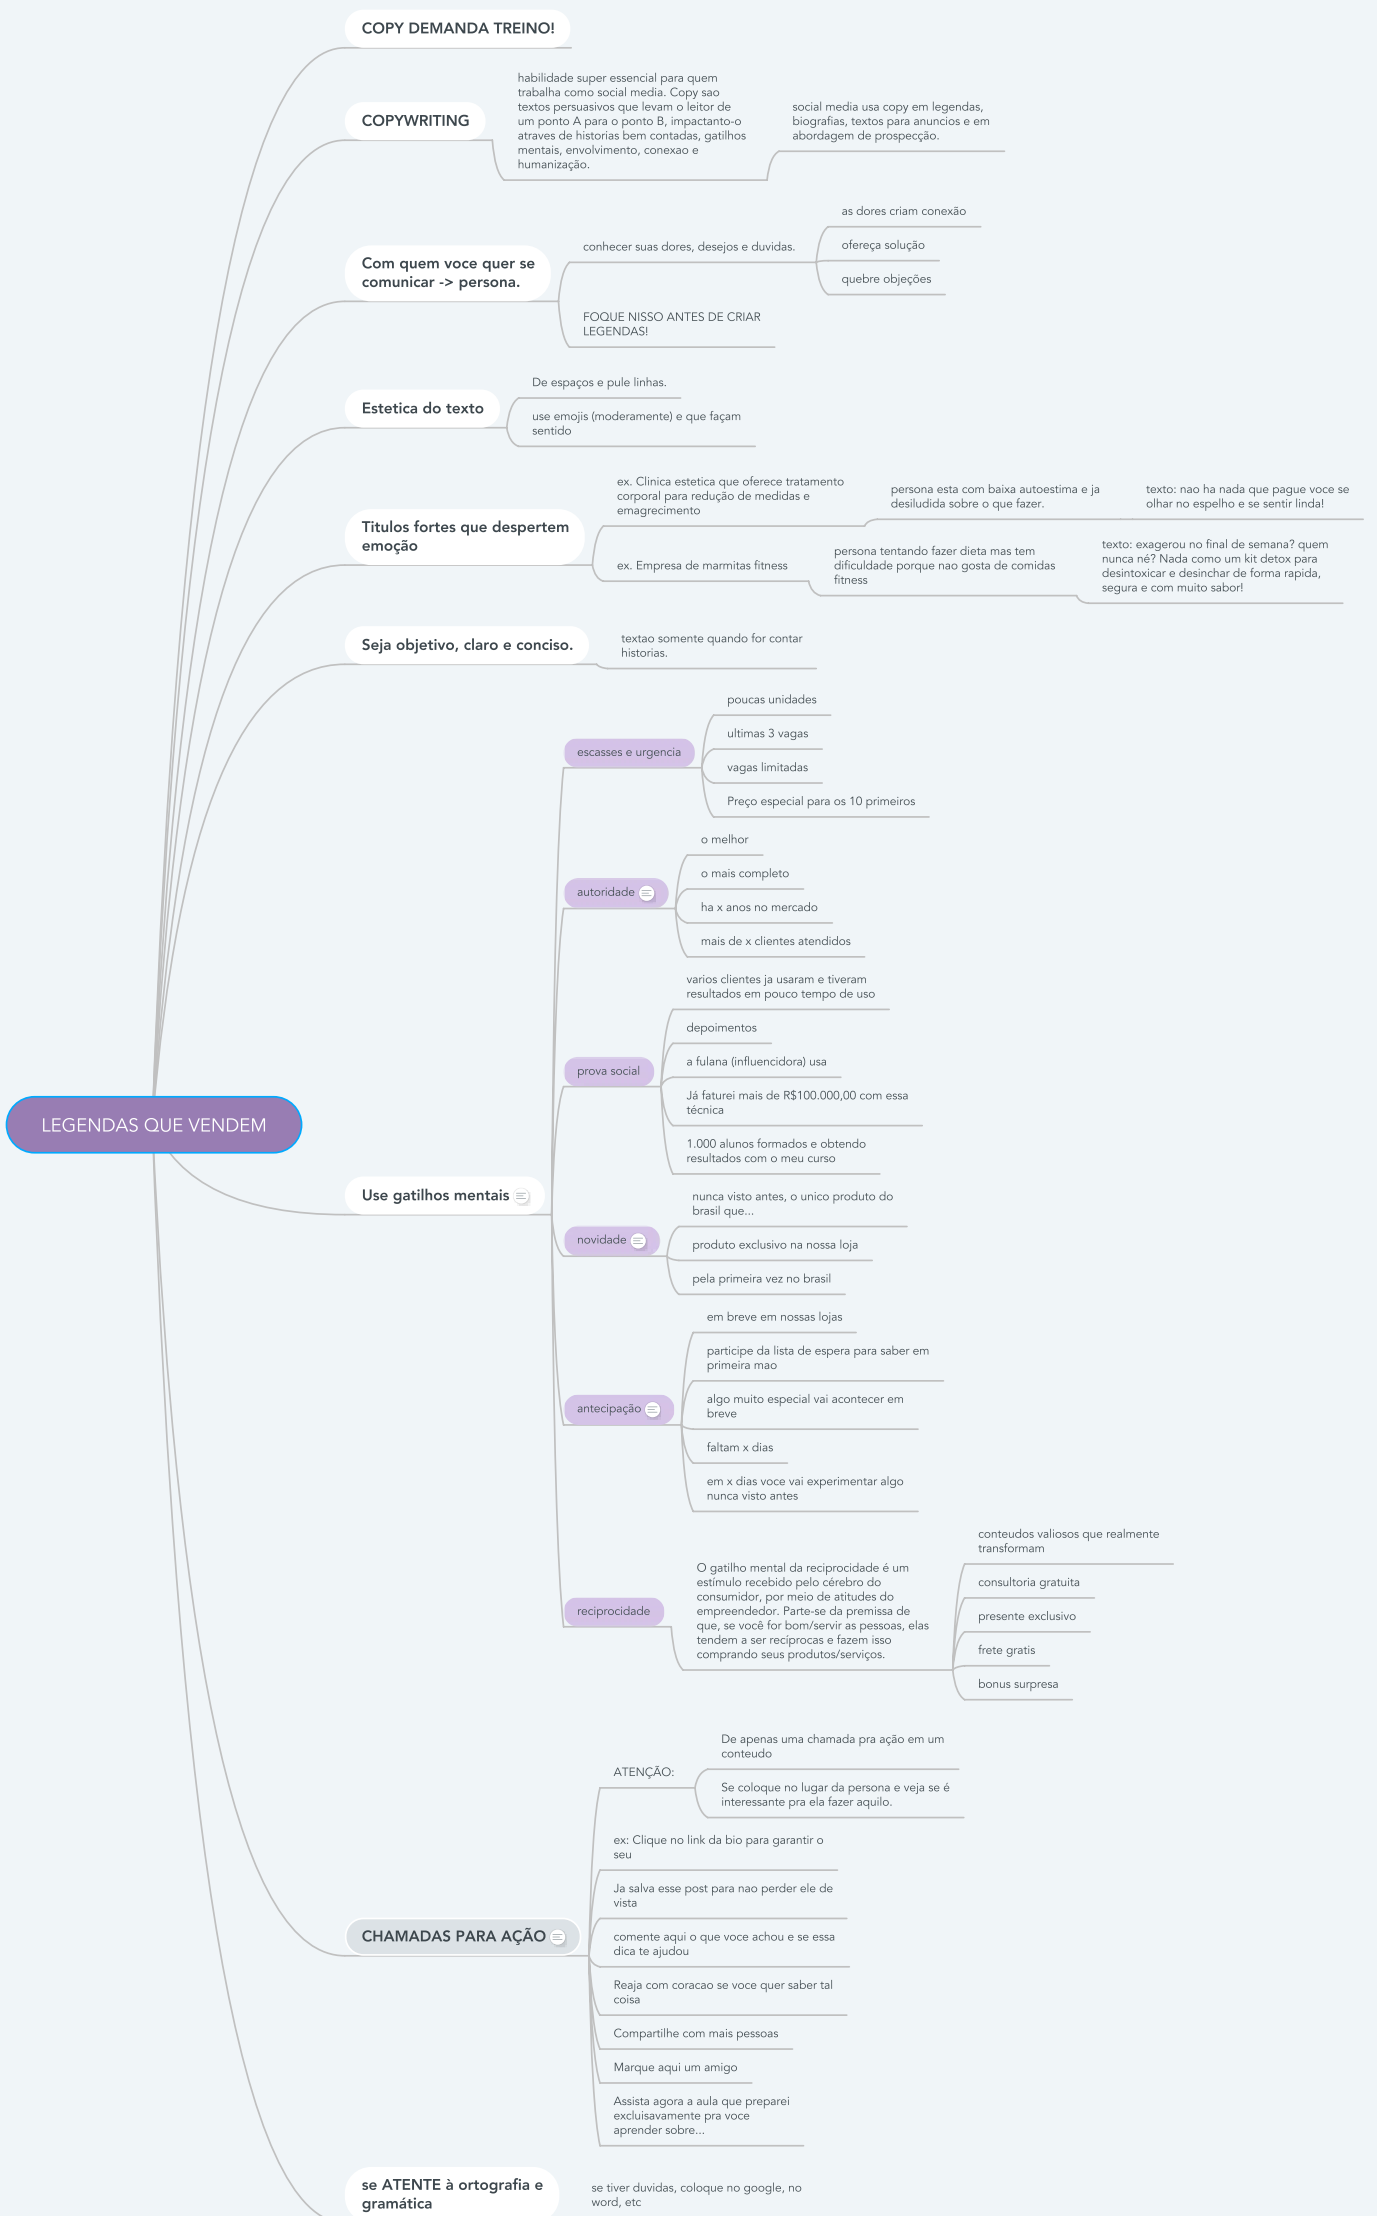 COPY DEMANDA TREINO!
COPYWRITING
habilidade super essencial para quem
trabalha como social media. Copy sao
textos persuasivos que levam o leitor de
um ponto A para o ponto B, impactanto-o
atraves de historias bem contadas, gatilhos
mentais, envolvimento, conexao e
humanização.
social media usa copy em legendas,
biografias, textos para anuncios e em
abordagem de prospecção.
Com quem voce quer se
comunicar -> persona.
conhecer suas dores, desejos e duvidas.
as dores criam conexão
ofereça solução
quebre objeções
FOQUE NISSO ANTES DE CRIAR
LEGENDAS!
Estetica do texto
De espaços e pule linhas.
use emojis (moderamente) e que façam
sentido
Titulos fortes que despertem
emoção
ex. Clinica estetica que oferece tratamento
corporal para redução de medidas e
emagrecimento
persona esta com baixa autoestima e ja
desiludida sobre o que fazer.
texto: nao ha nada que pague voce se
olhar no espelho e se sentir linda!
ex. Empresa de marmitas fitness
persona tentando fazer dieta mas tem
dificuldade porque nao gosta de comidas
fitness
texto: exagerou no final de semana? quem
nunca né? Nada como um kit detox para
desintoxicar e desinchar de forma rapida,
segura e com muito sabor!
Seja objetivo, claro e conciso.
textao somente quando for contar
historias.
LEGENDAS QUE VENDEM
Use gatilhos mentais
escasses e urgencia
poucas unidades
ultimas 3 vagas
vagas limitadas
Preço especial para os 10 primeiros
autoridade
o melhor
o mais completo
ha x anos no mercado
mais de x clientes atendidos
prova social
varios clientes ja usaram e tiveram
resultados em pouco tempo de uso
depoimentos
a fulana (influencidora) usa
Já faturei mais de R$100.000,00 com essa
técnica
1.000 alunos formados e obtendo
resultados com o meu curso
novidade
nunca visto antes, o unico produto do
brasil que...
produto exclusivo na nossa loja
pela primeira vez no brasil
antecipação
em breve em nossas lojas
participe da lista de espera para saber em
primeira mao
algo muito especial vai acontecer em
breve
faltam x dias
em x dias voce vai experimentar algo
nunca visto antes
reciprocidade
O gatilho mental da reciprocidade é um
estímulo recebido pelo cérebro do
consumidor, por meio de atitudes do
empreendedor. Parte-se da premissa de
que, se você for bom/servir as pessoas, elas
tendem a ser recíprocas e fazem isso
comprando seus produtos/serviços.
conteudos valiosos que realmente
transformam
consultoria gratuita
presente exclusivo
frete gratis
bonus surpresa
CHAMADAS PARA AÇÃO
ATENÇÃO:
De apenas uma chamada pra ação em um
conteudo
Se coloque no lugar da persona e veja se é
interessante pra ela fazer aquilo.
ex: Clique no link da bio para garantir o
seu
Ja salva esse post para nao perder ele de
vista
comente aqui o que voce achou e se essa
dica te ajudou
Reaja com coracao se voce quer saber tal
coisa
Compartilhe com mais pessoas
Marque aqui um amigo
Assista agora a aula que preparei
excluisavamente pra voce
aprender sobre...
se ATENTE à ortografia e
gramática
se tiver duvidas, coloque no google, no
word, etc